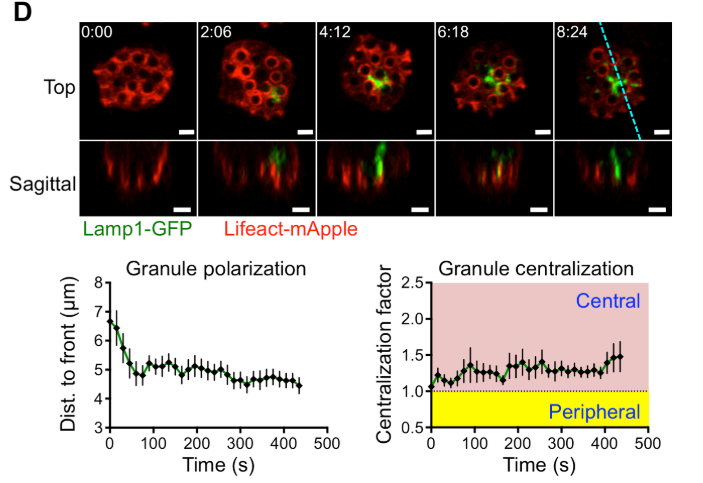 D
0:00 2:06 4:12 6:18 8:24
Top
Sagittal
Lamp1-GFP Lifeact-mApple
Granule polarization
Dist. to front (μm)
8
7
6
5
4
3
0 100 200 300 400 500
Time (s)
Granule centralization
Centralization factor
2.5
2.0
1.5
1.0
0.5
Central
Peripheral
0 100 200 300 400 500
Time (s)